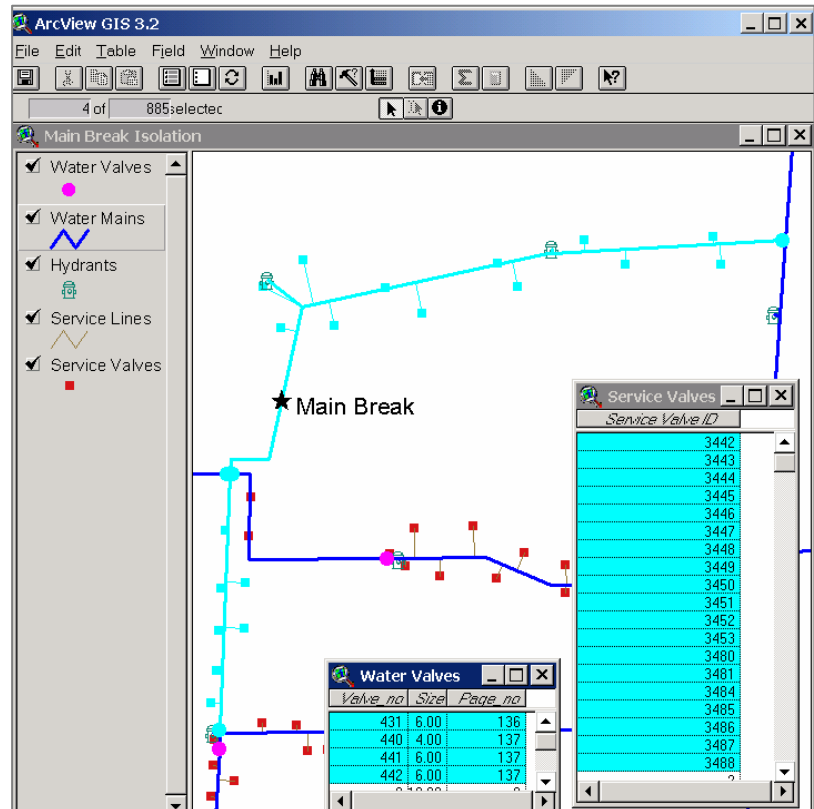 ArcView GIS 3.2
File Edit Table Field Window Help
4 of 885 selected
Main Break Isolation
Water Valves
Water Mains
Hydrants
Service Lines
Service Valves
Main Break
Service Valves
Service Valve ID
3442
3443
3444
3445
3446
3447
3448
3449
3450
3451
3452
3453
3480
3481
3484
3485
3486
3487
3488
Water Valves
Valve_no Size Page_no
431 6.00 136
440 4.00 137
441 6.00 137
442 6.00 137